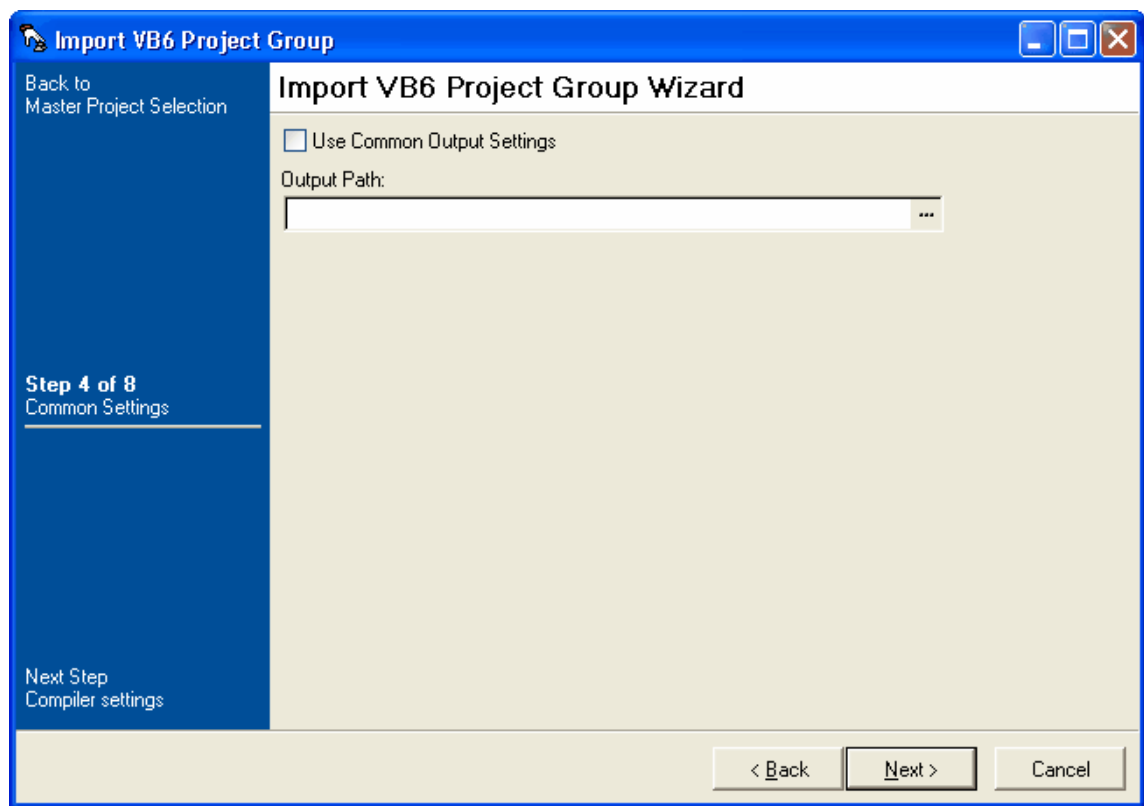 Import VB6 Project Group
Back to
Master Project Selection
Import VB6 Project Group Wizard
Use Common Output Settings
Output Path:
...
Step 4 of 8
Common Settings
Next Step
Compiler settings
< Back
Next >
Cancel